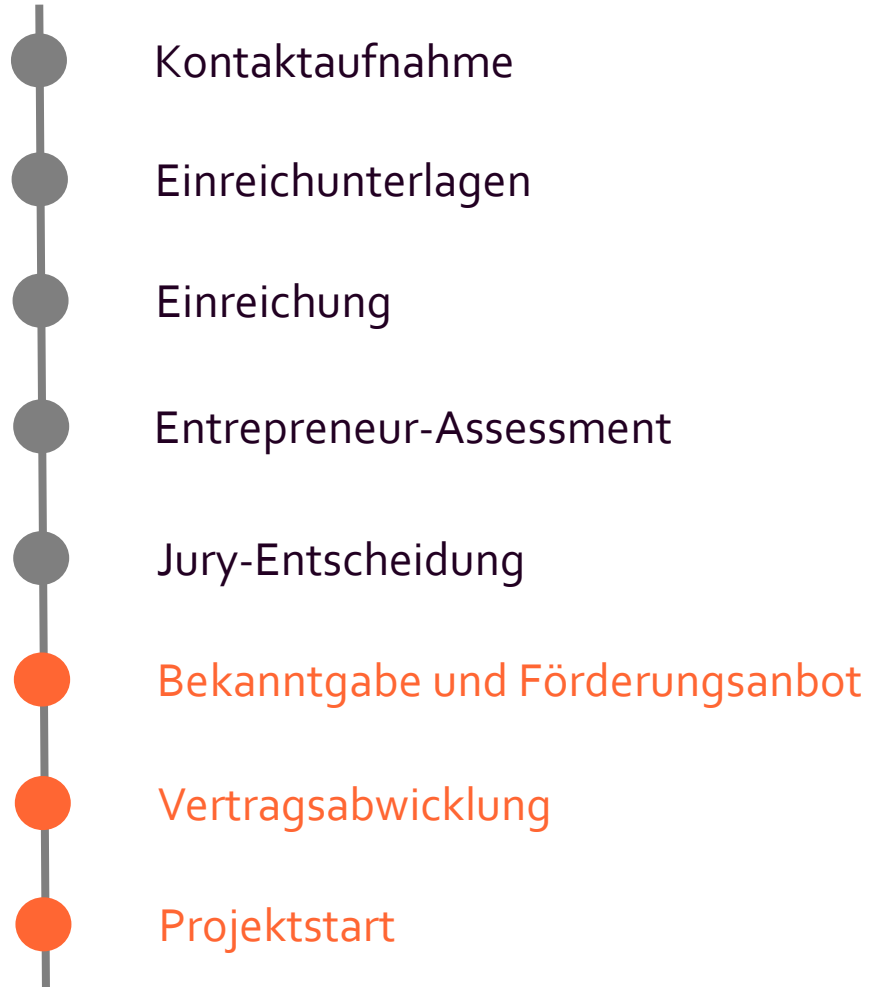 Kontaktaufnahme
Einreichunterlagen
Einreichung
Entrepreneur-Assessment
Jury-Entscheidung
Bekanntgabe und Förderungsanbot
Vertragsabwicklung
Projektstart